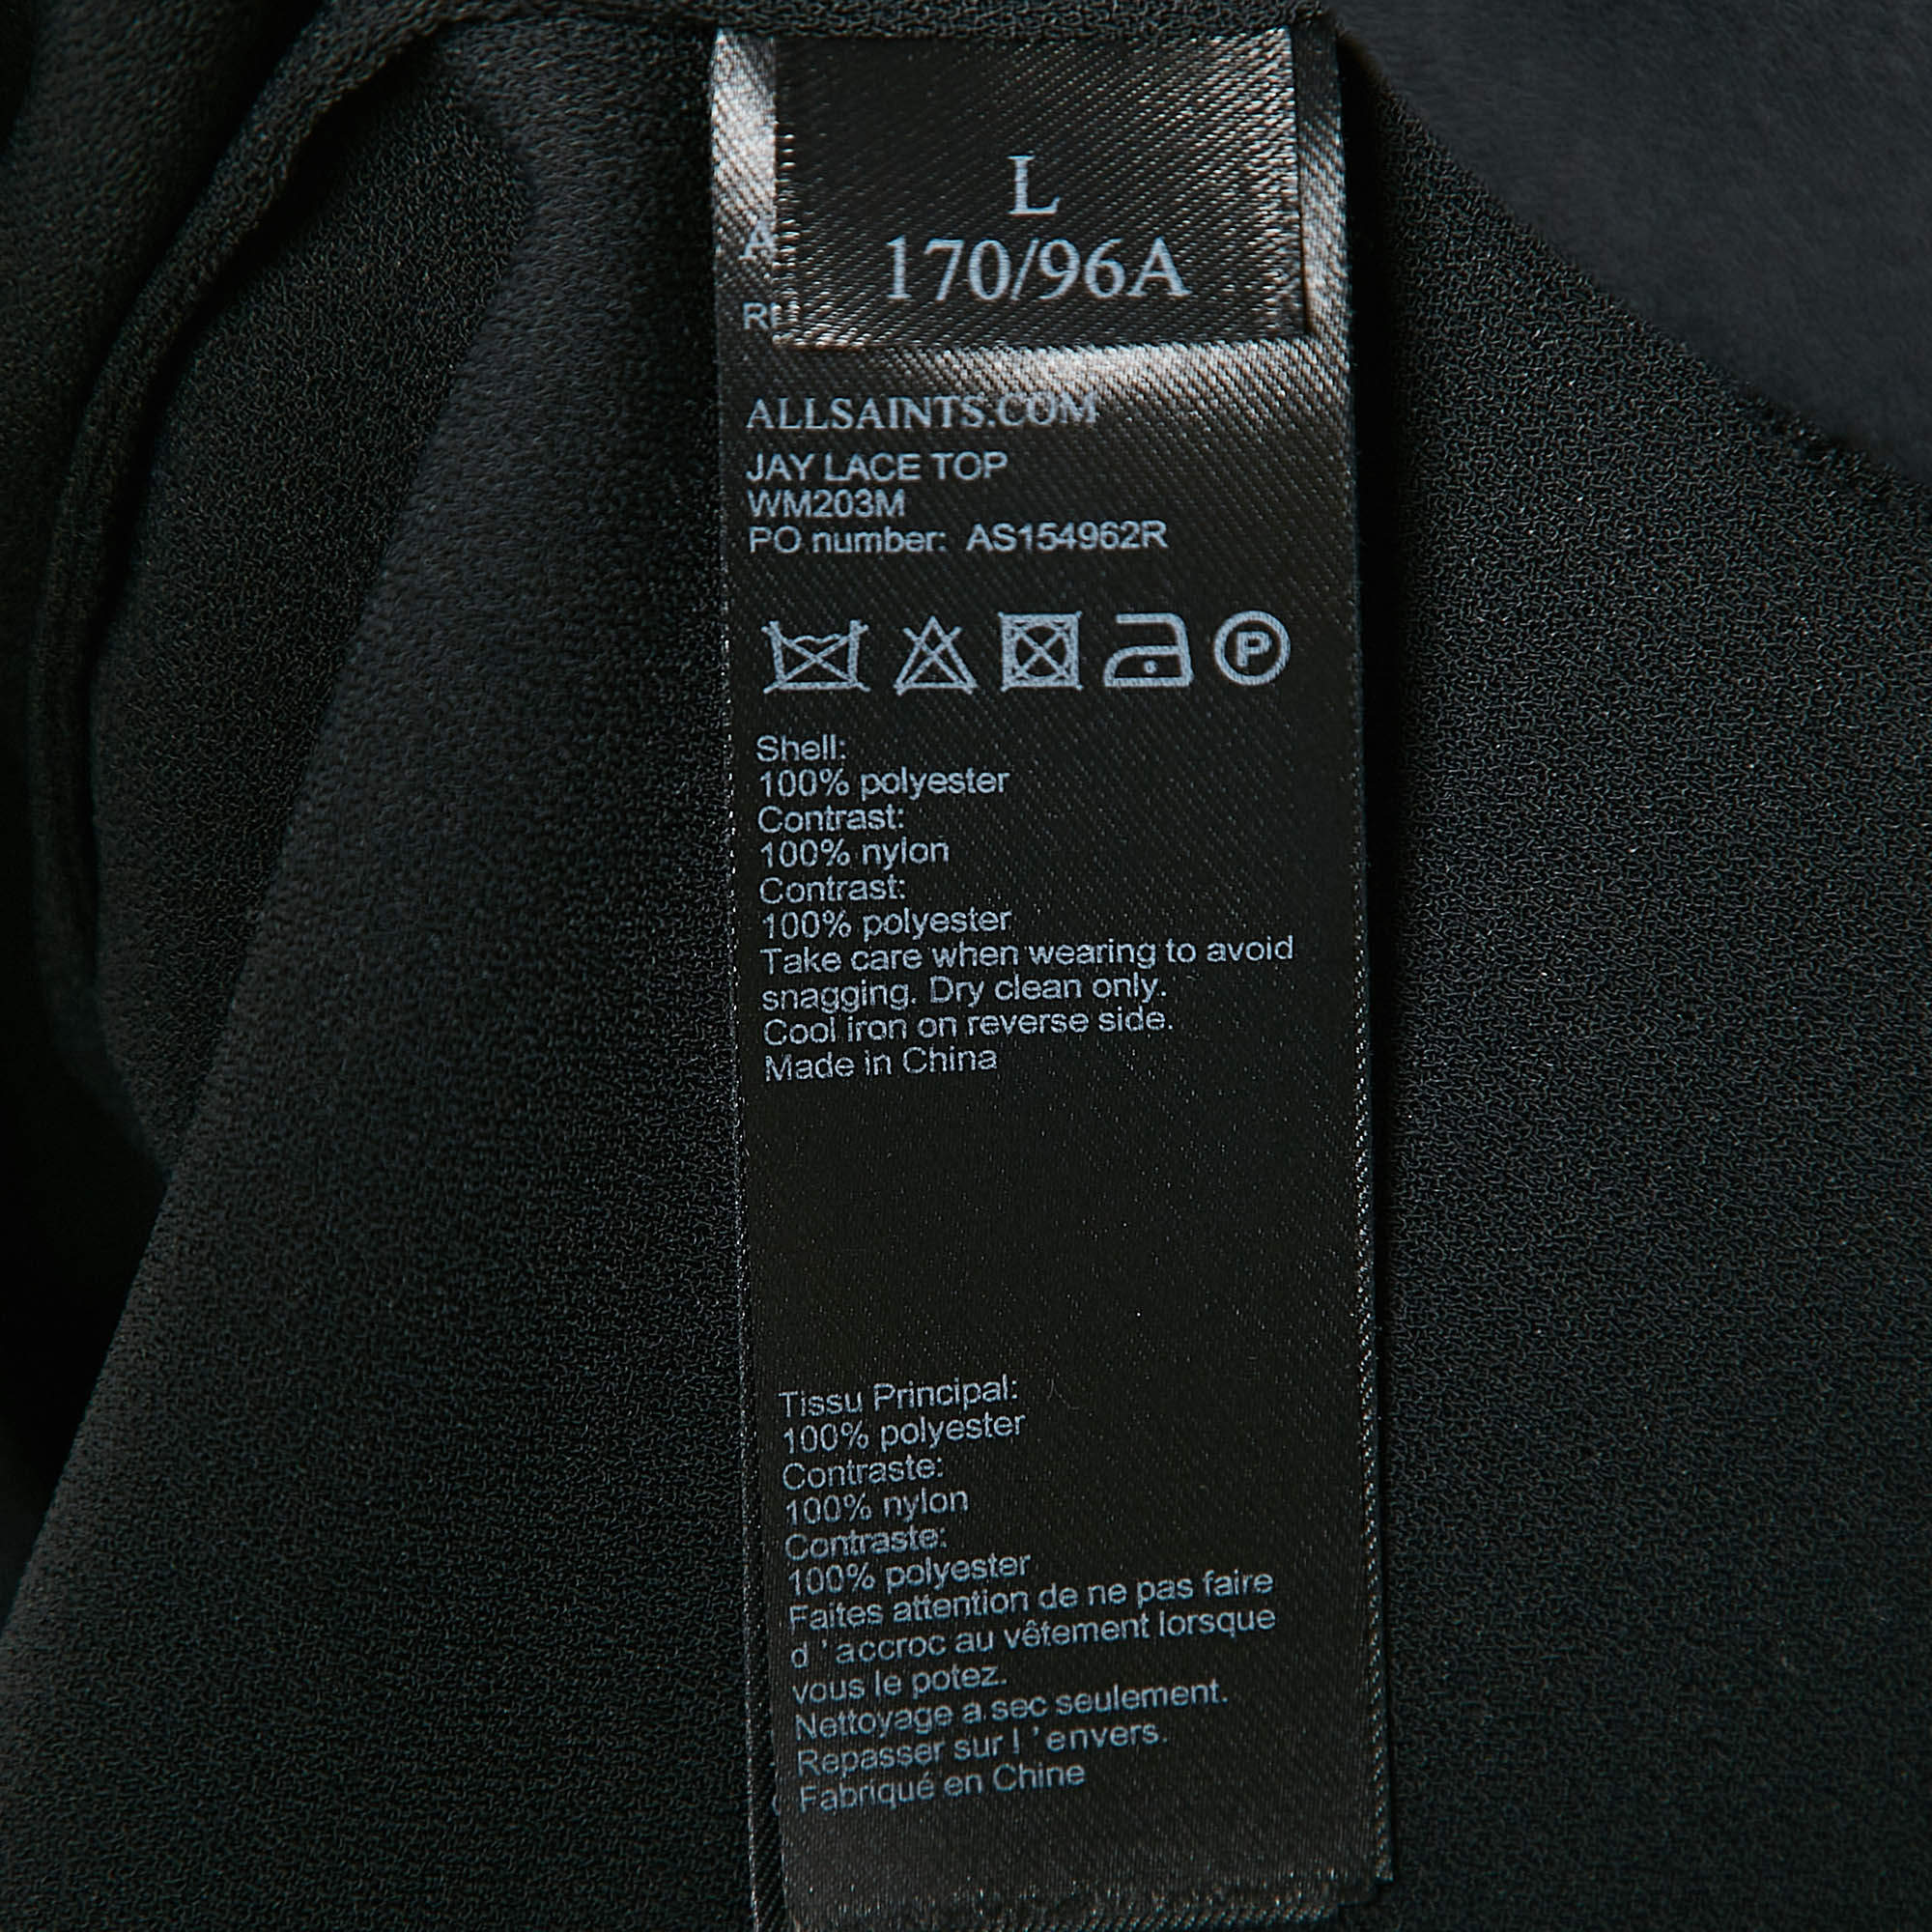 L
170/96A
A
ALLSAINTS.COM
JAY LACE TOP
WM203M
PO number: AS154962R
P
Shell:
100% polyester
Contrast:
100% nylon
Contrast:
100% polyester
Take care when wearing to avoid
snagging. Dry clean only.
Cool iron on reverse side.
Made in China
Tissu Principal:
100% polyester
Contraste:
100% nylon
Contraste:
100% polyester
Faites attention de ne pas faire
d'accroc au vêtement lorsque
vous le potez.
Nettoyage a sec seulement.
Repasser sur l'envers.
Fabriqué en Chine